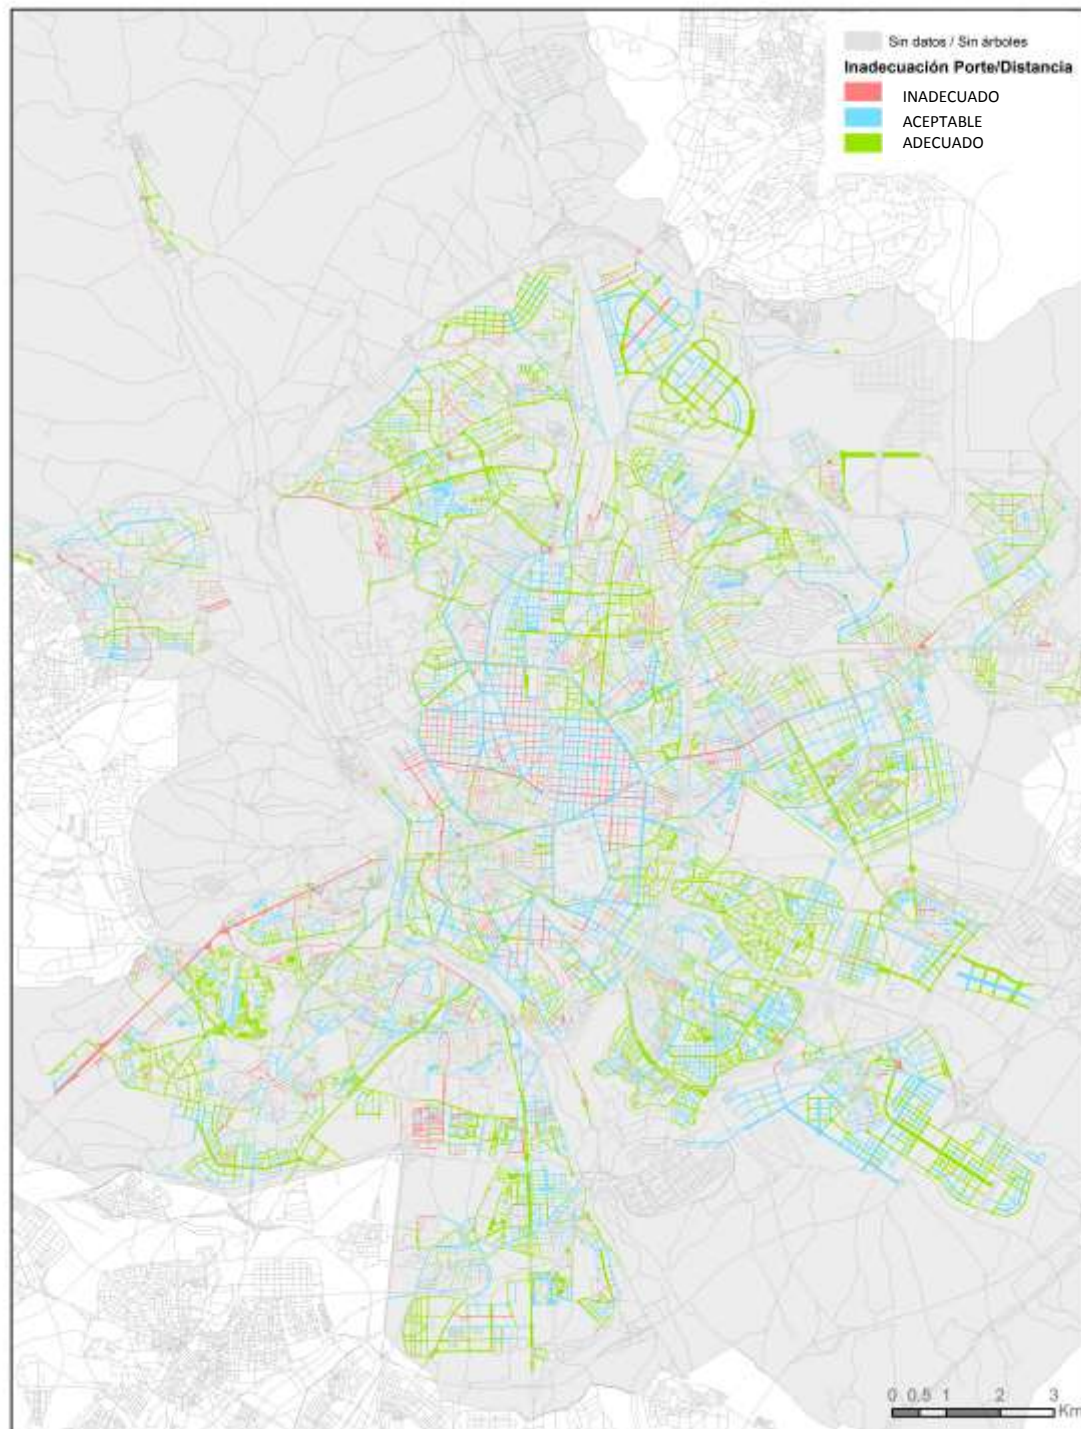 Sin datos / Sin árboles
Inadecuación Porte/Distancia
INADECUADO
ACEPTABLE
ADECUADO
0 0,5 1 2 3
Km